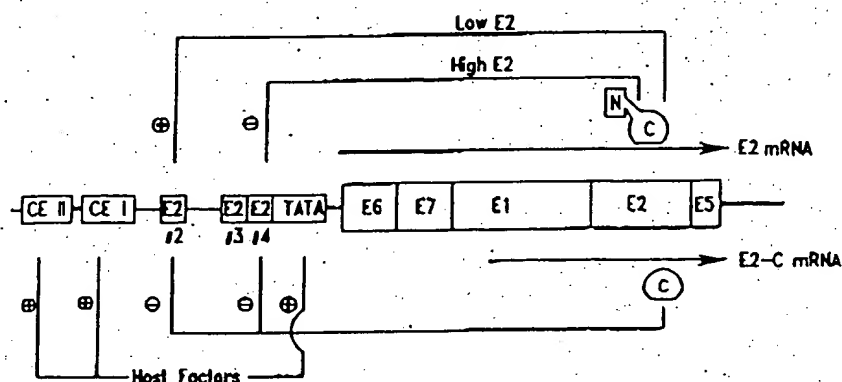 Low E2
High E2
N
C
⊕
⊖
E2 mRNA
CE II
CE I
E2
E2
E2
TATA
E6
E7
E1
E2
E5
#2
#3
#4
E2-C mRNA
C
⊕
⊕
⊖
⊖
⊕
Host Factors